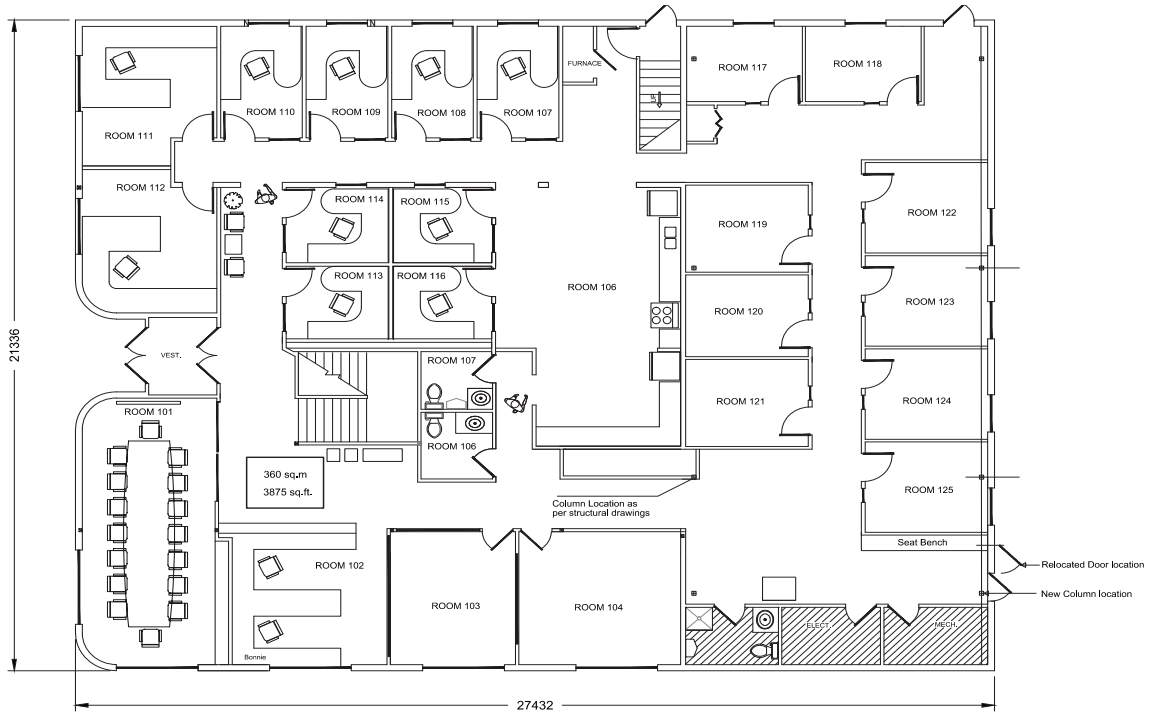 N
N
FURNACE
UP
ROOM 117
ROOM 118
ROOM 110
ROOM 109
ROOM 108
ROOM 107
ROOM 111
ROOM 112
ROOM 114
ROOM 115
ROOM 122
ROOM 119
ROOM 113
ROOM 116
ROOM 106
ROOM 123
ROOM 120
21336
VEST.
ROOM 107
ROOM 121
ROOM 124
ROOM 101
ROOM 106
360 sq.m
3875 sq.ft.
ROOM 125
Column Location as
per structural drawings
Seat Bench
Relocated Door location
ROOM 102
New Column location
ROOM 103
ROOM 104
ELECT.
MECH.
Bonnie
27432